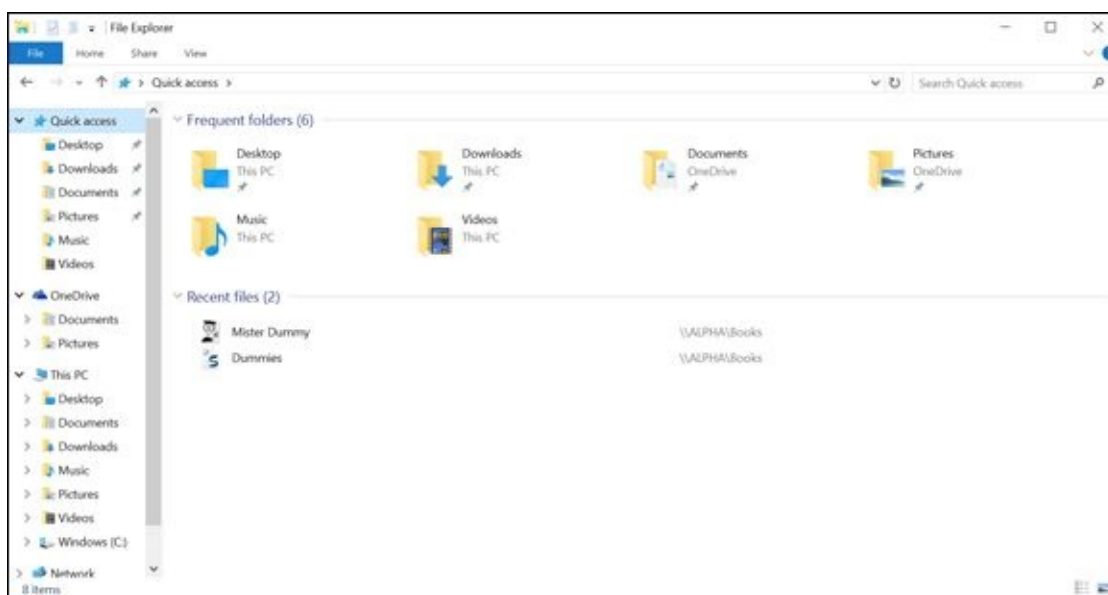 File Explorer
File Home Share View
Quick access
Search Quick access
Quick access
Desktop
Downloads
Documents
Pictures
Music
Videos
OneDrive
Documents
Pictures
This PC
Desktop
Documents
Downloads
Music
Pictures
Videos
Windows (C:)
Network
8 items
Frequent folders (6)
Desktop
This PC
Downloads
This PC
Documents
OneDrive
Pictures
OneDrive
Music
This PC
Videos
This PC
Recent files (2)
Mister Dummy \\ALPHA\Books
Dummies \\ALPHA\Books